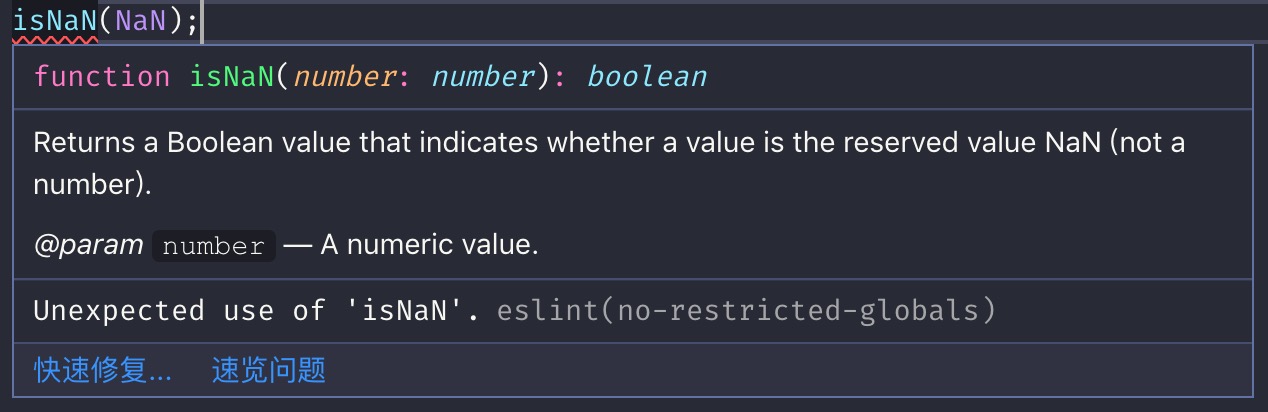 isNaN(NaN);
function isNaN(number: number): boolean
Returns a Boolean value that indicates whether a value is the reserved value NaN (not a
number).
@param number — A numeric value.
Unexpected use of 'isNaN'. eslint(no-restricted-globals)
快速修复... 速览问题